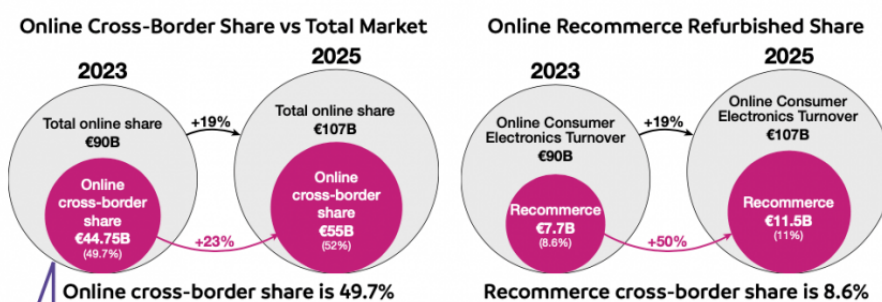 Online Cross-Border Share vs Total Market
2023
2025
Total online share
€90B
+19%
Total online share
€107B
Online
cross-border
share
€44.75B
(49.7%)
+23%
Online
cross-border
share
€55B
(52%)
Online cross-border share is 49.7%
Online Recommerce Refurbished Share
2023
2025
Online Consumer
Electronics Turnover
€90B
+19%
Online Consumer
Electronics Turnover
€107B
Recommerce
€7.7B
(8.6%)
+50%
Recommerce
€11.5B
(11%)
Recommerce cross-border share is 8.6%